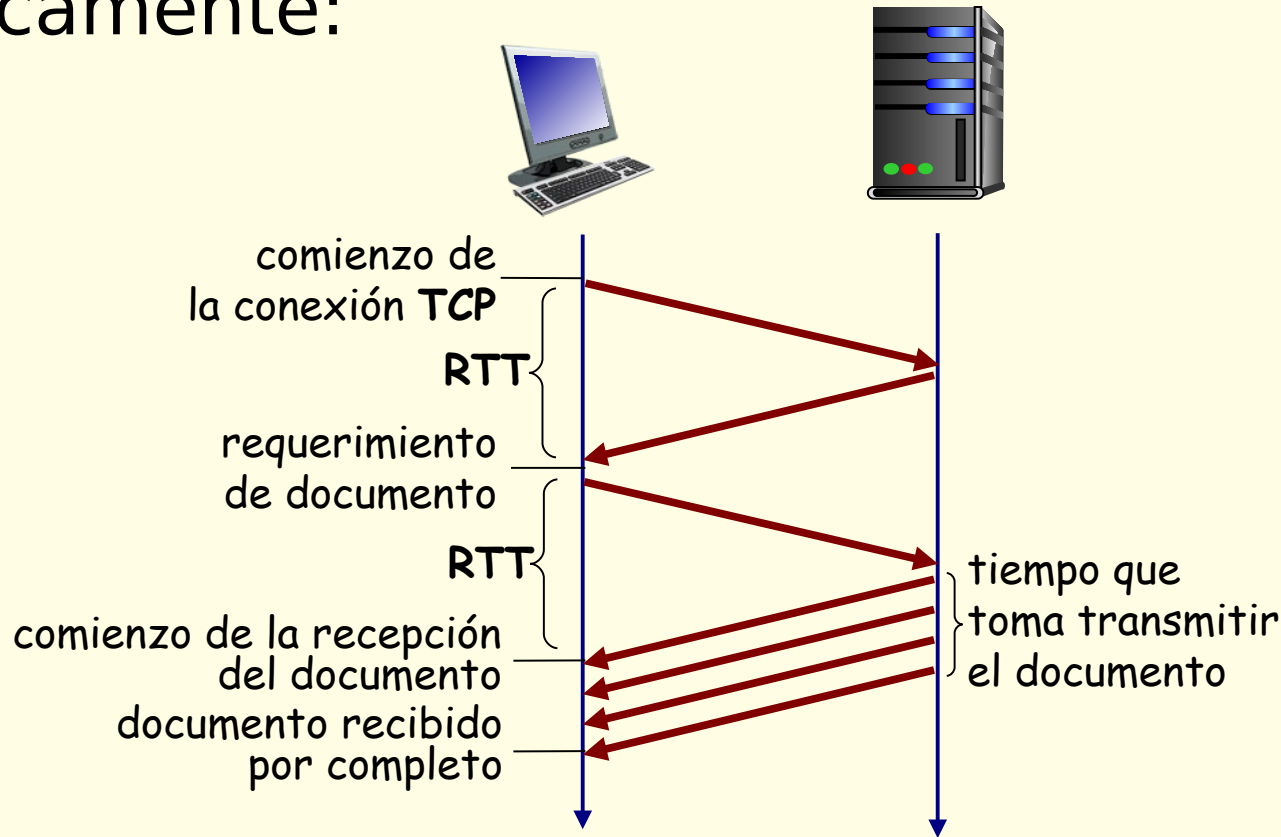 camente:
comienzo de
la conexión TCP
RTT
requerimiento
de documento
RTT
tiempo que
toma transmitir
el documento
comienzo de la recepción
del documento
documento recibido
por completo